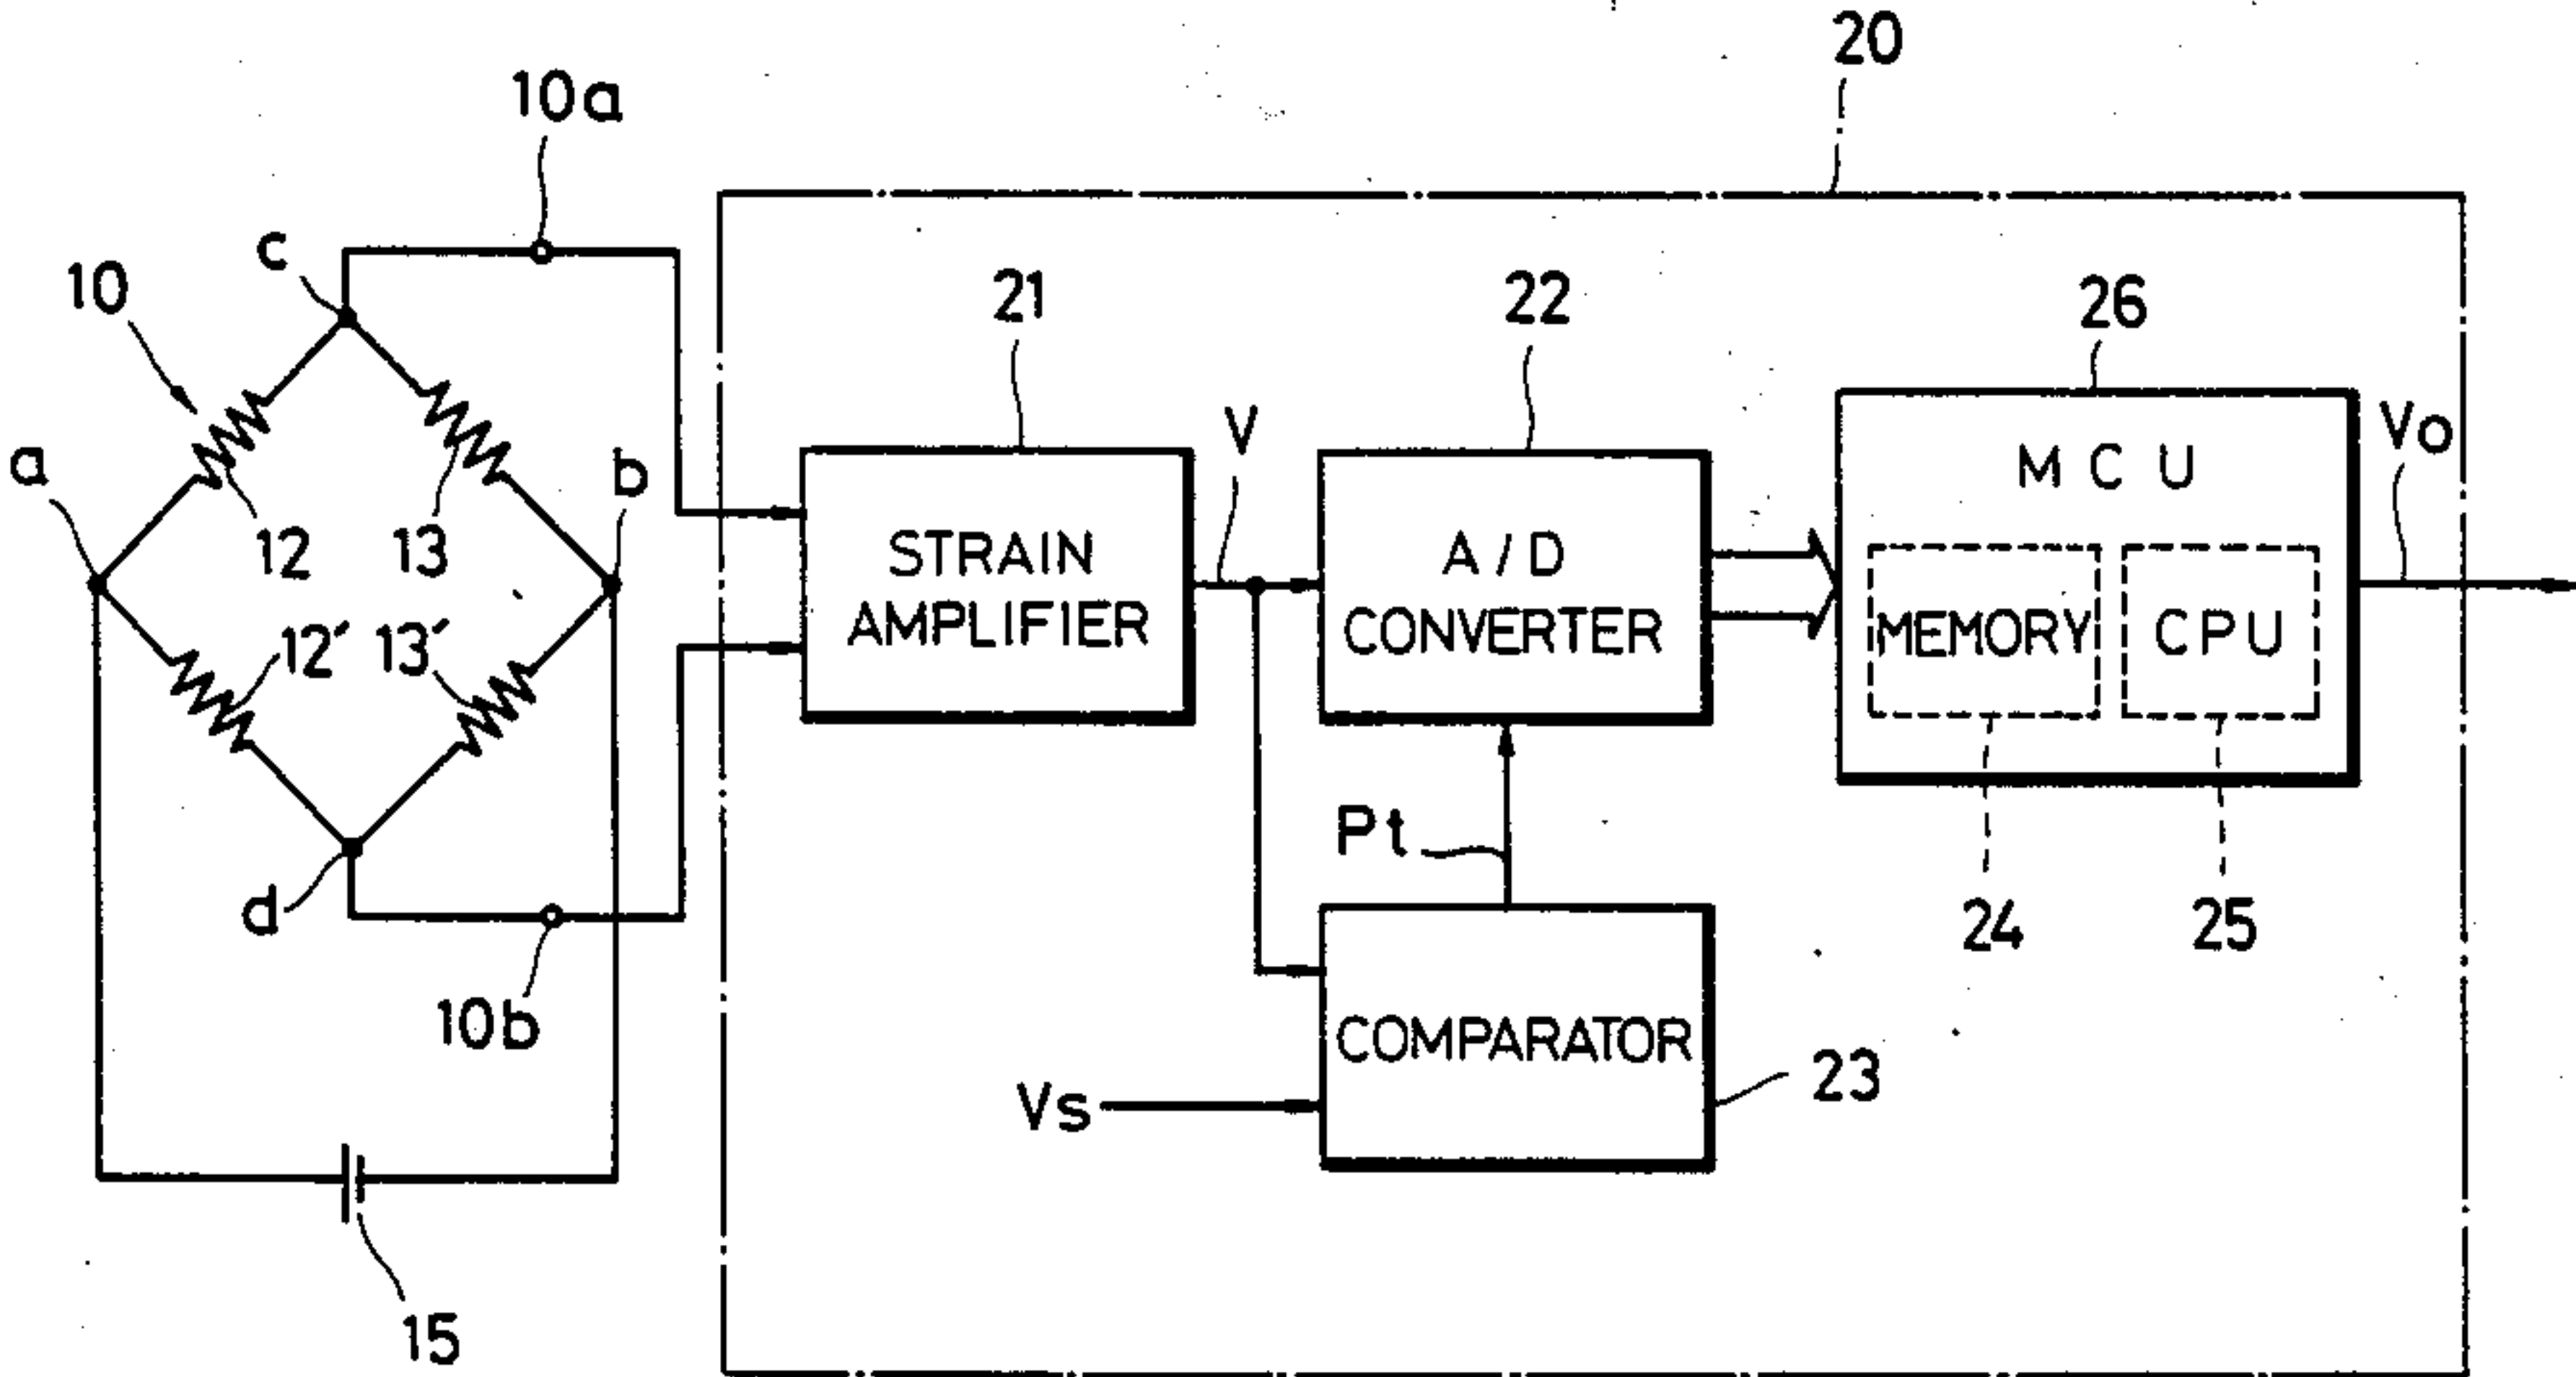 20
10a
c
10
21
22
26
V
Vo
a
b
M C U
12
13
STRAIN
AMPLIFIER
A / D
CONVERTER
MEMORY
CPU
12′
13′
Pt
d
24
25
10b
COMPARATOR
23
Vs
15